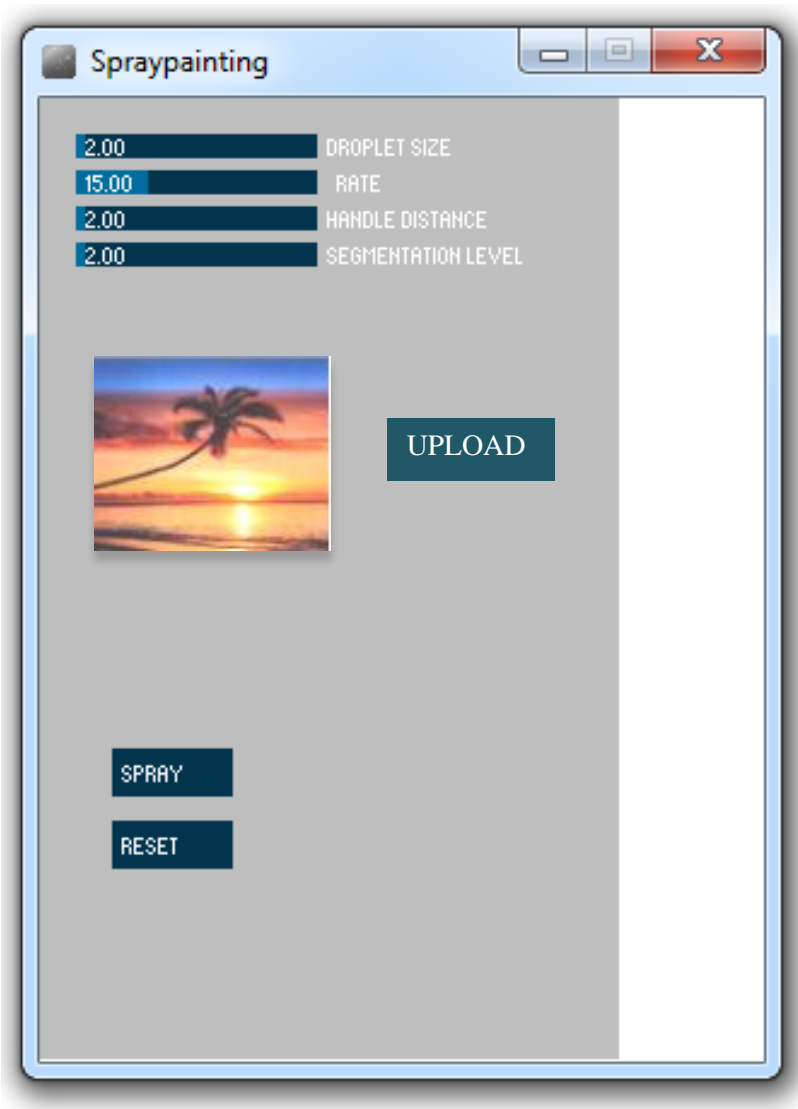 Spraypainting
2.00 DROPLET SIZE
15.00 RATE
2.00 HANDLE DISTANCE
2.00 SEGMENTATION LEVEL
UPLOAD
SPRAY
RESET